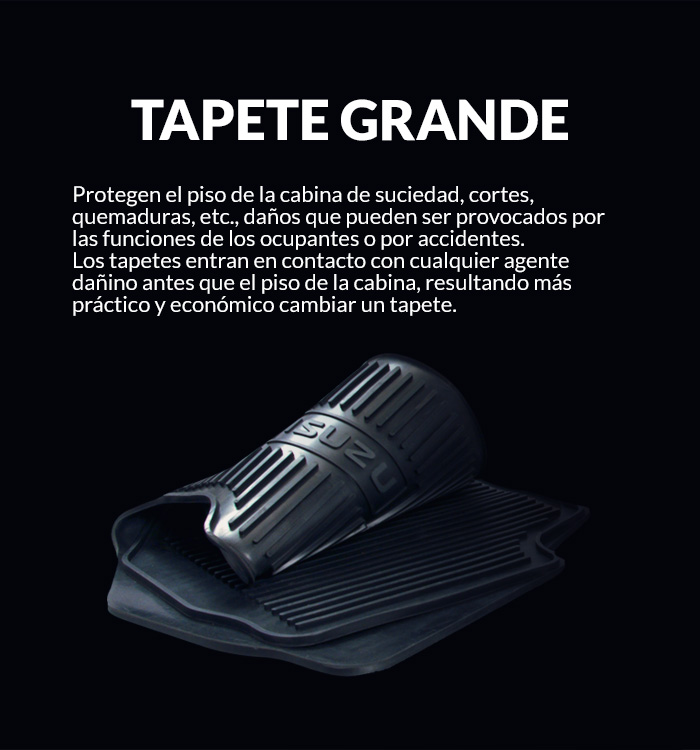 TAPETE GRANDE
Protegen el piso de la cabina de suciedad, cortes,
quemaduras, etc., daños que pueden ser provocados por
las funciones de los ocupantes o por accidentes.
Los tapetes entran en contacto con cualquier agente
dañino antes que el piso de la cabina, resultando más
práctico y económico cambiar un tapete.
ISUZU